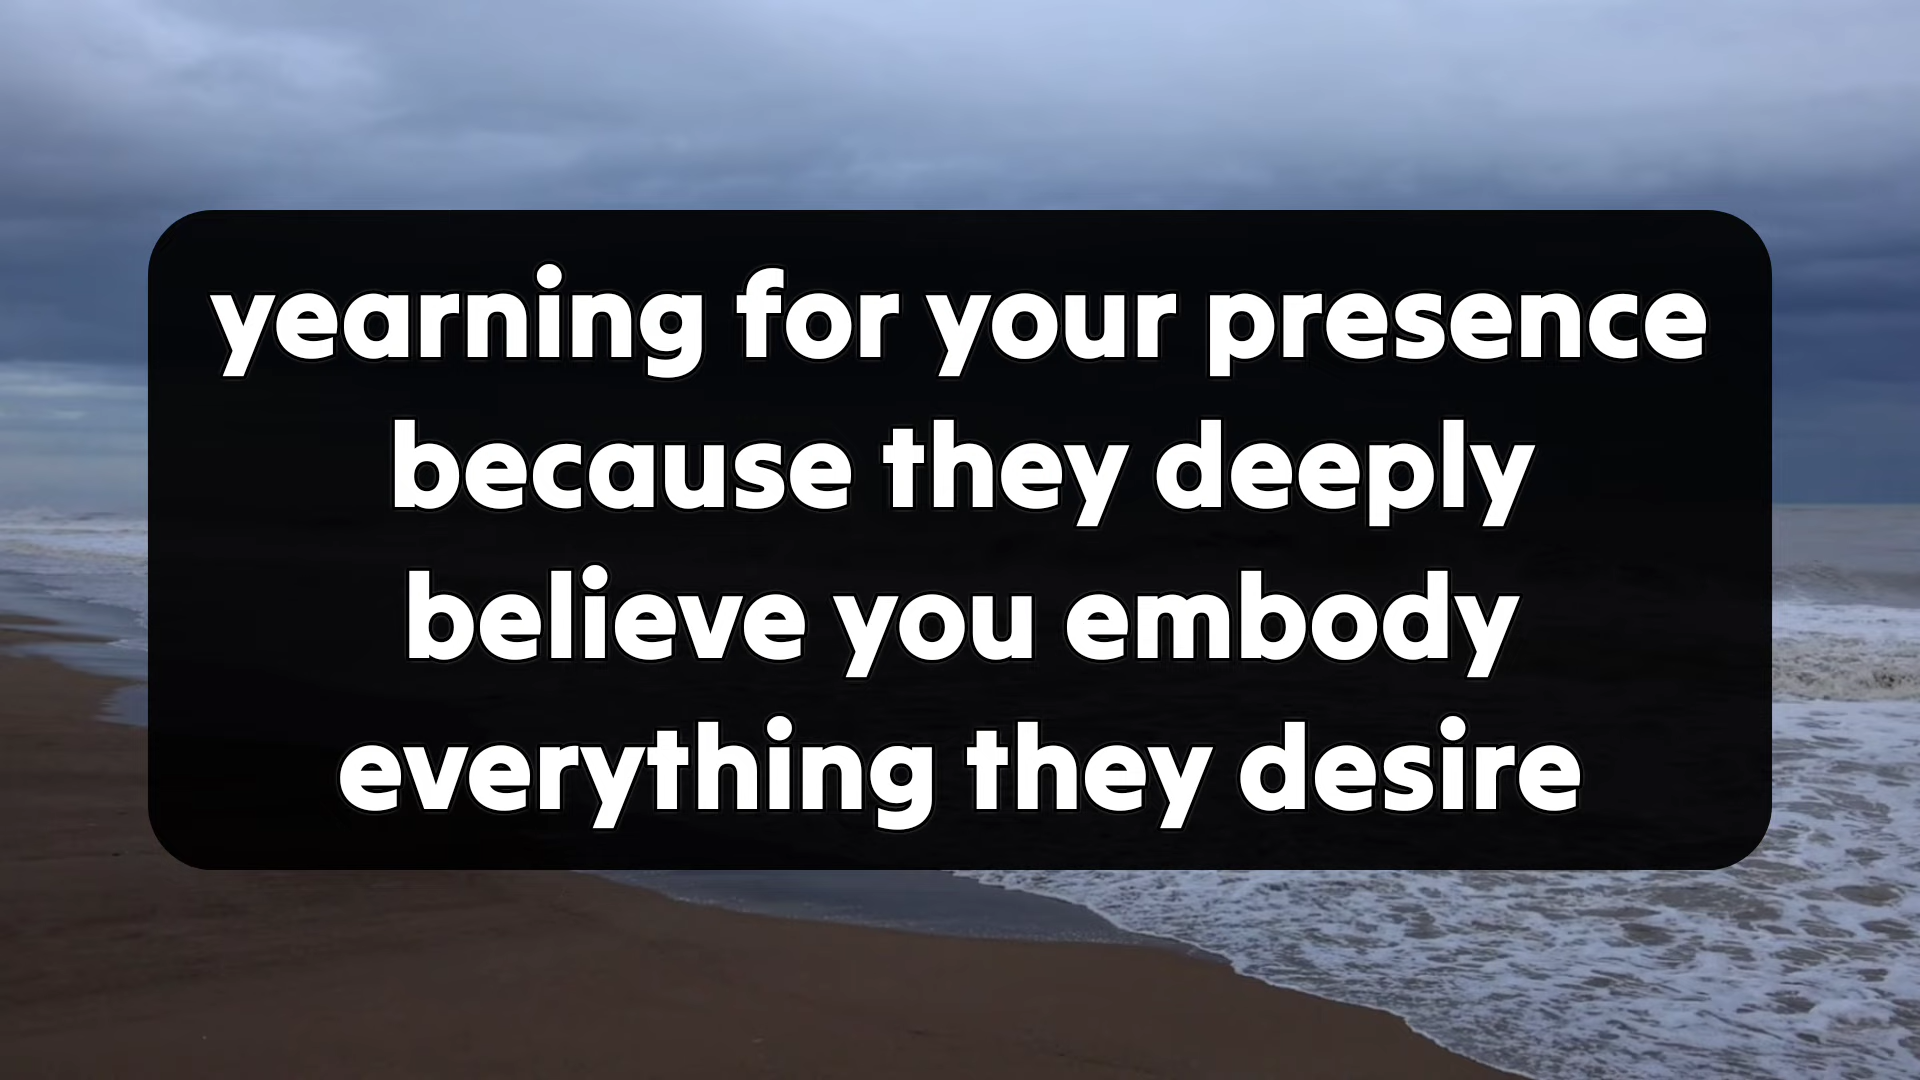 yearning for your presence
because they deeply
believe you embody
everything they desire